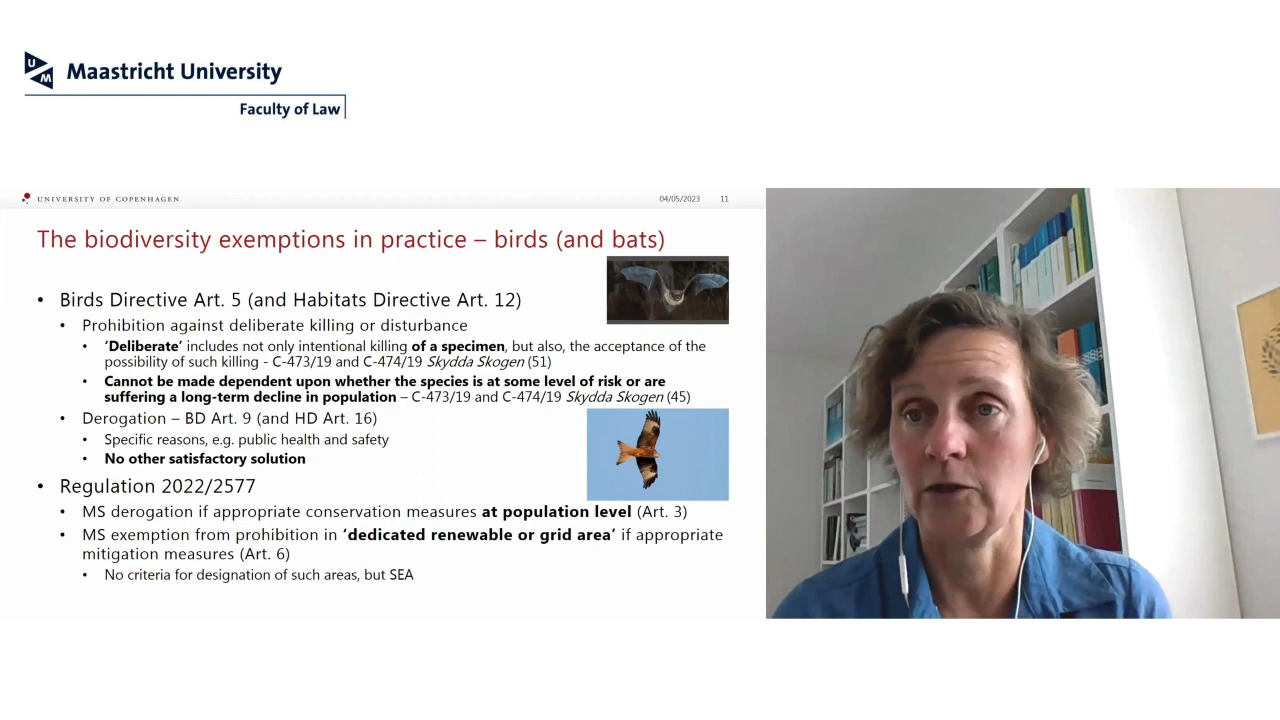 UM
Maastricht University
Faculty of Law
UNIVERSITY OF COPENHAGEN
04/05/2023 11
The biodiversity exemptions in practice – birds (and bats)
• Birds Directive Art. 5 (and Habitats Directive Art. 12)
• Prohibition against deliberate killing or disturbance
• ‘Deliberate’ includes not only intentional killing of a specimen, but also, the acceptance of the
possibility of such killing - C-473/19 and C-474/19 Skydda Skogen (51)
• Cannot be made dependent upon whether the species is at some level of risk or are
suffering a long-term decline in population – C-473/19 and C-474/19 Skydda Skogen (45)
• Derogation – BD Art. 9 (and HD Art. 16)
• Specific reasons, e.g. public health and safety
• No other satisfactory solution
• Regulation 2022/2577
• MS derogation if appropriate conservation measures at population level (Art. 3)
• MS exemption from prohibition in ‘dedicated renewable or grid area’ if appropriate
mitigation measures (Art. 6)
• No criteria for designation of such areas, but SEA